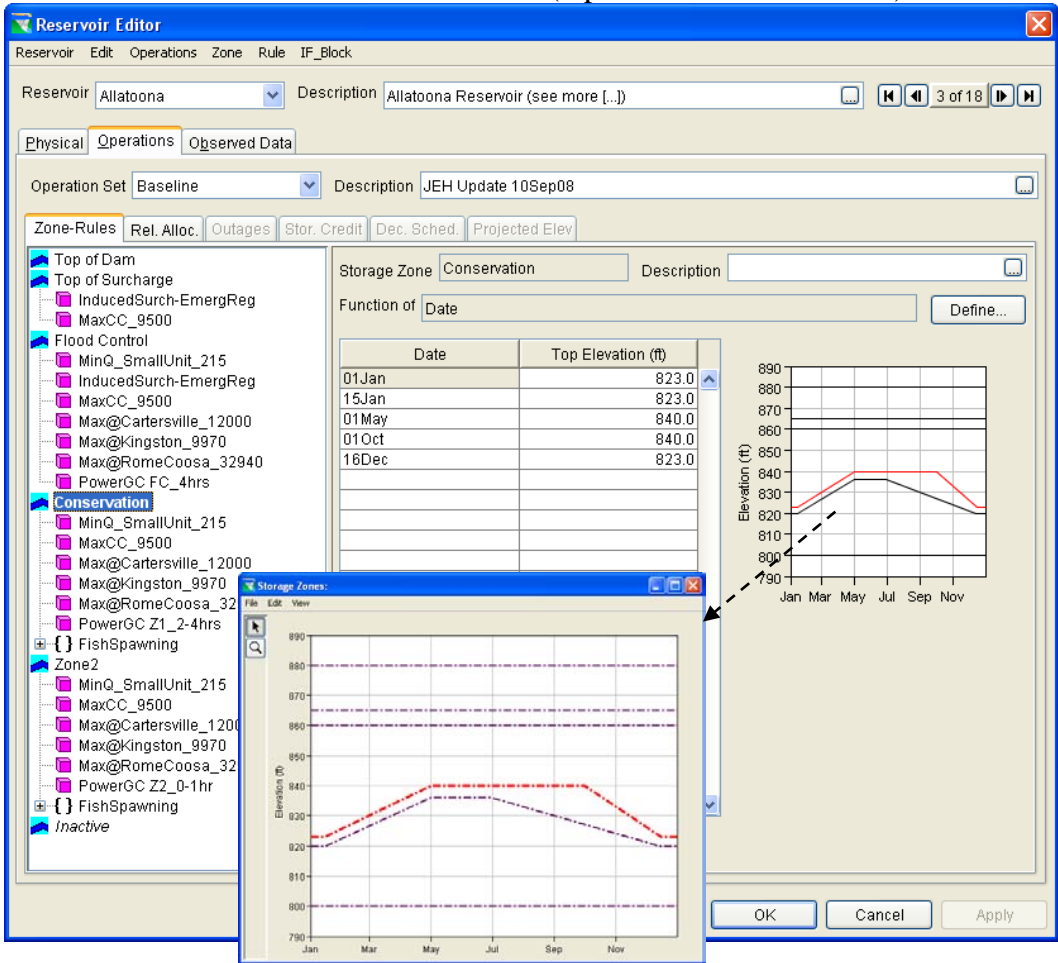 Reservoir Editor
Reservoir Edit Operations Zone Rule IF_Block
Reservoir Allatoona Description Allatoona Reservoir (see more [...]) ... 3 of 18
Physical Operations Observed Data
Operation Set Baseline Description JEH Update 10Sep08 ...
Zone-Rules Rel. Alloc. Outages Stor. Credit Dec. Sched. Projected Elev
Top of Dam
Top of Surcharge
InducedSurch-EmergReg
MaxCC_9500
Flood Control
MinQ_SmallUnit_215
InducedSurch-EmergReg
MaxCC_9500
Max@Cartersville_12000
Max@Kingston_9970
Max@RomeCoosa_32940
PowerGC FC_4hrs
Conservation
MinQ_SmallUnit_215
MaxCC_9500
Max@Cartersville_12000
Max@Kingston_9970
Max@RomeCoosa_32
PowerGC Z1_2-4hrs
{ } FishSpawning
Zone2
MinQ_SmallUnit_215
MaxCC_9500
Max@Cartersville_1200
Max@Kingston_9970
Max@RomeCoosa_32
PowerGC Z2_0-1hr
{ } FishSpawning
Inactive
Storage Zone Conservation Description ...
Function of Date Define...
Date Top Elevation (ft)
01Jan 823.0
15Jan 823.0
01May 840.0
01Oct 840.0
16Dec 823.0
890
880
870
860
850
840
830
820
810
800
790
Elevation (ft)
Jan Mar May Jul Sep Nov
Storage Zones:
File Edit View
890
880
870
860
850
840
830
820
810
800
790
Elevation (ft)
Jan Mar May Jul Sep Nov
OK Cancel Apply